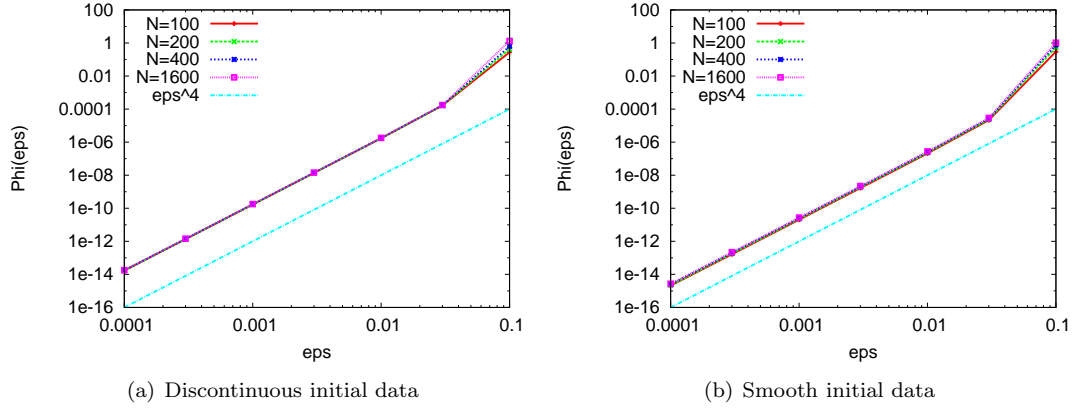 N=100
N=200
N=400
N=1600
eps^4
1
0.01
0.0001
1e-06
1e-08
1e-10
1e-12
1e-14
1e-16
Phi(eps)
0.0001
0.001
0.01
0.1
eps
(a) Discontinuous initial data
N=100
N=200
N=400
N=1600
eps^4
1
0.01
0.0001
1e-06
1e-08
1e-10
1e-12
1e-14
1e-16
Phi(eps)
0.0001
0.001
0.01
0.1
eps
(b) Smooth initial data